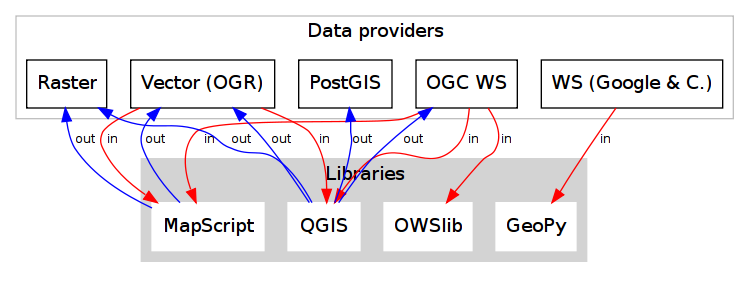 Data providers
Raster
Vector (OGR)
PostGIS
OGC WS
WS (Google & C.)
out
in
out
in
out
out
in
out
out
in
in
in
Libraries
MapScript
QGIS
OWSlib
GeoPy